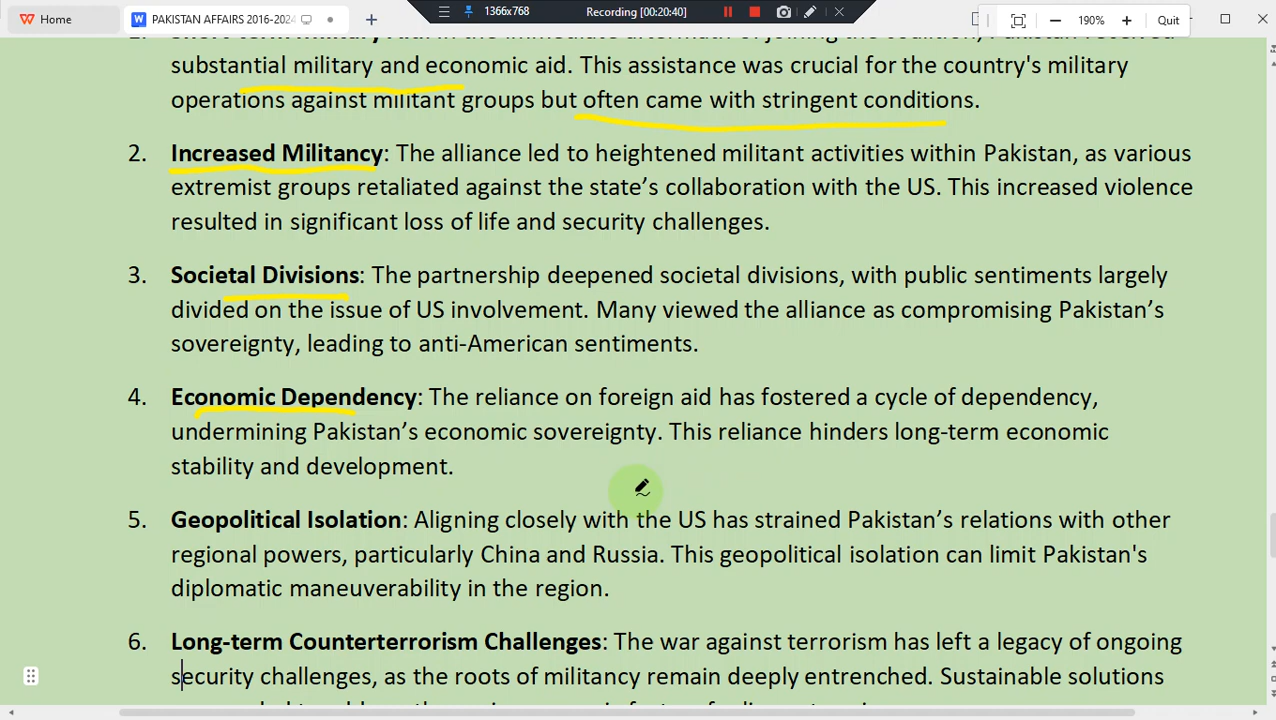 Home
PAKISTAN AFFAIRS 2016-2024
1366x768
Recording [00:20:40]
190%
Quit
substantial military and economic aid. This assistance was crucial for the country's military
operations against militant groups but often came with stringent conditions.
2. Increased Militancy: The alliance led to heightened militant activities within Pakistan, as various
extremist groups retaliated against the state’s collaboration with the US. This increased violence
resulted in significant loss of life and security challenges.
3. Societal Divisions: The partnership deepened societal divisions, with public sentiments largely
divided on the issue of US involvement. Many viewed the alliance as compromising Pakistan’s
sovereignty, leading to anti-American sentiments.
4. Economic Dependency: The reliance on foreign aid has fostered a cycle of dependency,
undermining Pakistan’s economic sovereignty. This reliance hinders long-term economic
stability and development.
5. Geopolitical Isolation: Aligning closely with the US has strained Pakistan’s relations with other
regional powers, particularly China and Russia. This geopolitical isolation can limit Pakistan's
diplomatic maneuverability in the region.
6. Long-term Counterterrorism Challenges: The war against terrorism has left a legacy of ongoing
security challenges, as the roots of militancy remain deeply entrenched. Sustainable solutions